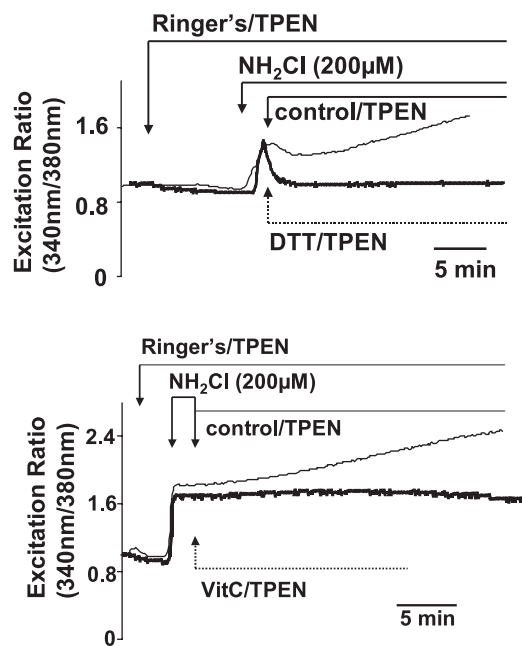 Ringer's/TPEN
NH₂Cl (200µM)
control/TPEN
Excitation Ratio
(340nm/380nm)
1.6
0.8
0
DTT/TPEN
5 min
Ringer's/TPEN
NH₂Cl (200µM)
control/TPEN
Excitation Ratio
(340nm/380nm)
2.4
1.6
0.8
0
VitC/TPEN
5 min